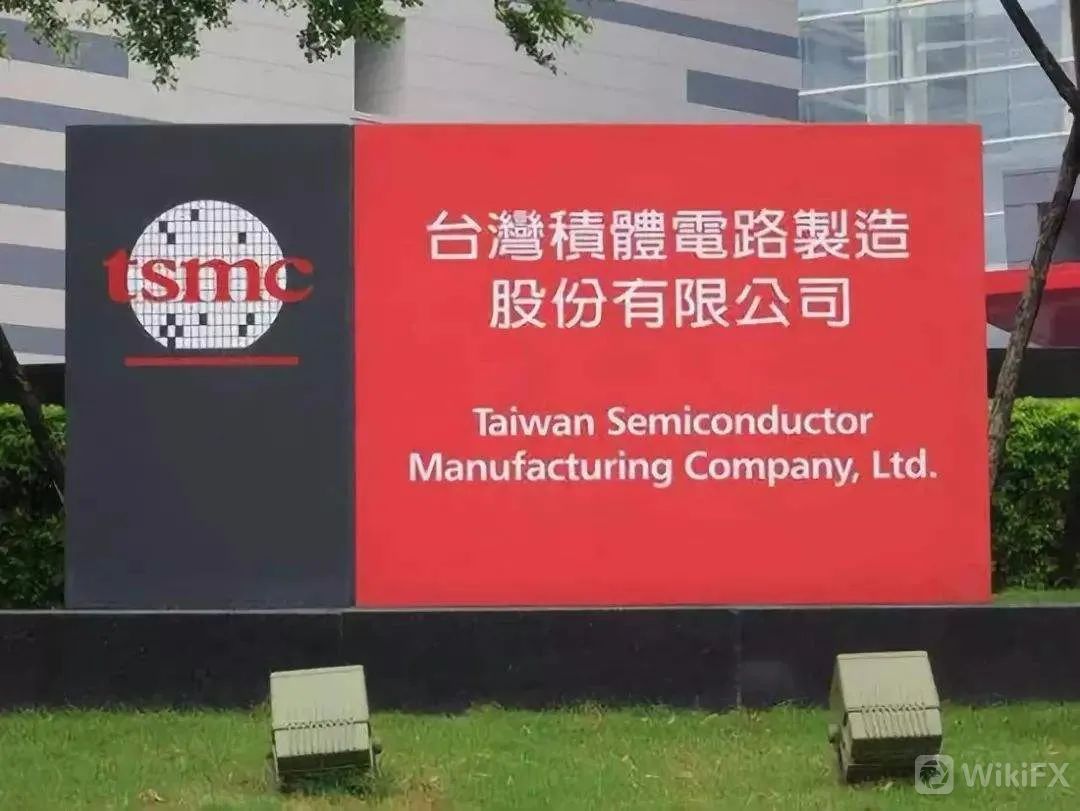 tsmc
台灣積體電路製造
股份有限公司
Taiwan Semiconductor
Manufacturing Company, Ltd.
WikiFX